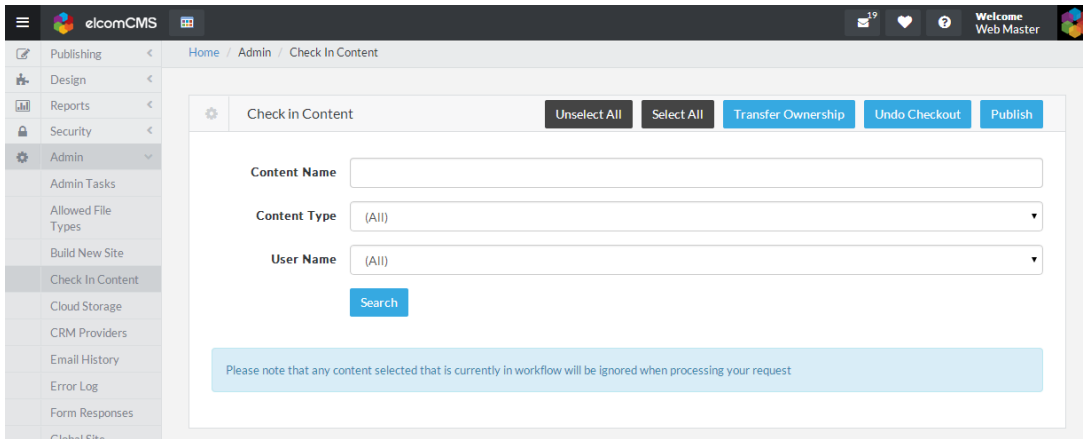 elcomCMS
19
Welcome
Web Master
Publishing
Design
Reports
Security
Admin
Admin Tasks
Allowed File
Types
Build New Site
Check In Content
Cloud Storage
CRM Providers
Email History
Error Log
Form Responses
Global Site
Home / Admin / Check In Content
Check in Content
Unselect All
Select All
Transfer Ownership
Undo Checkout
Publish
Content Name
Content Type
(All)
User Name
(All)
Search
Please note that any content selected that is currently in workflow will be ignored when processing your request